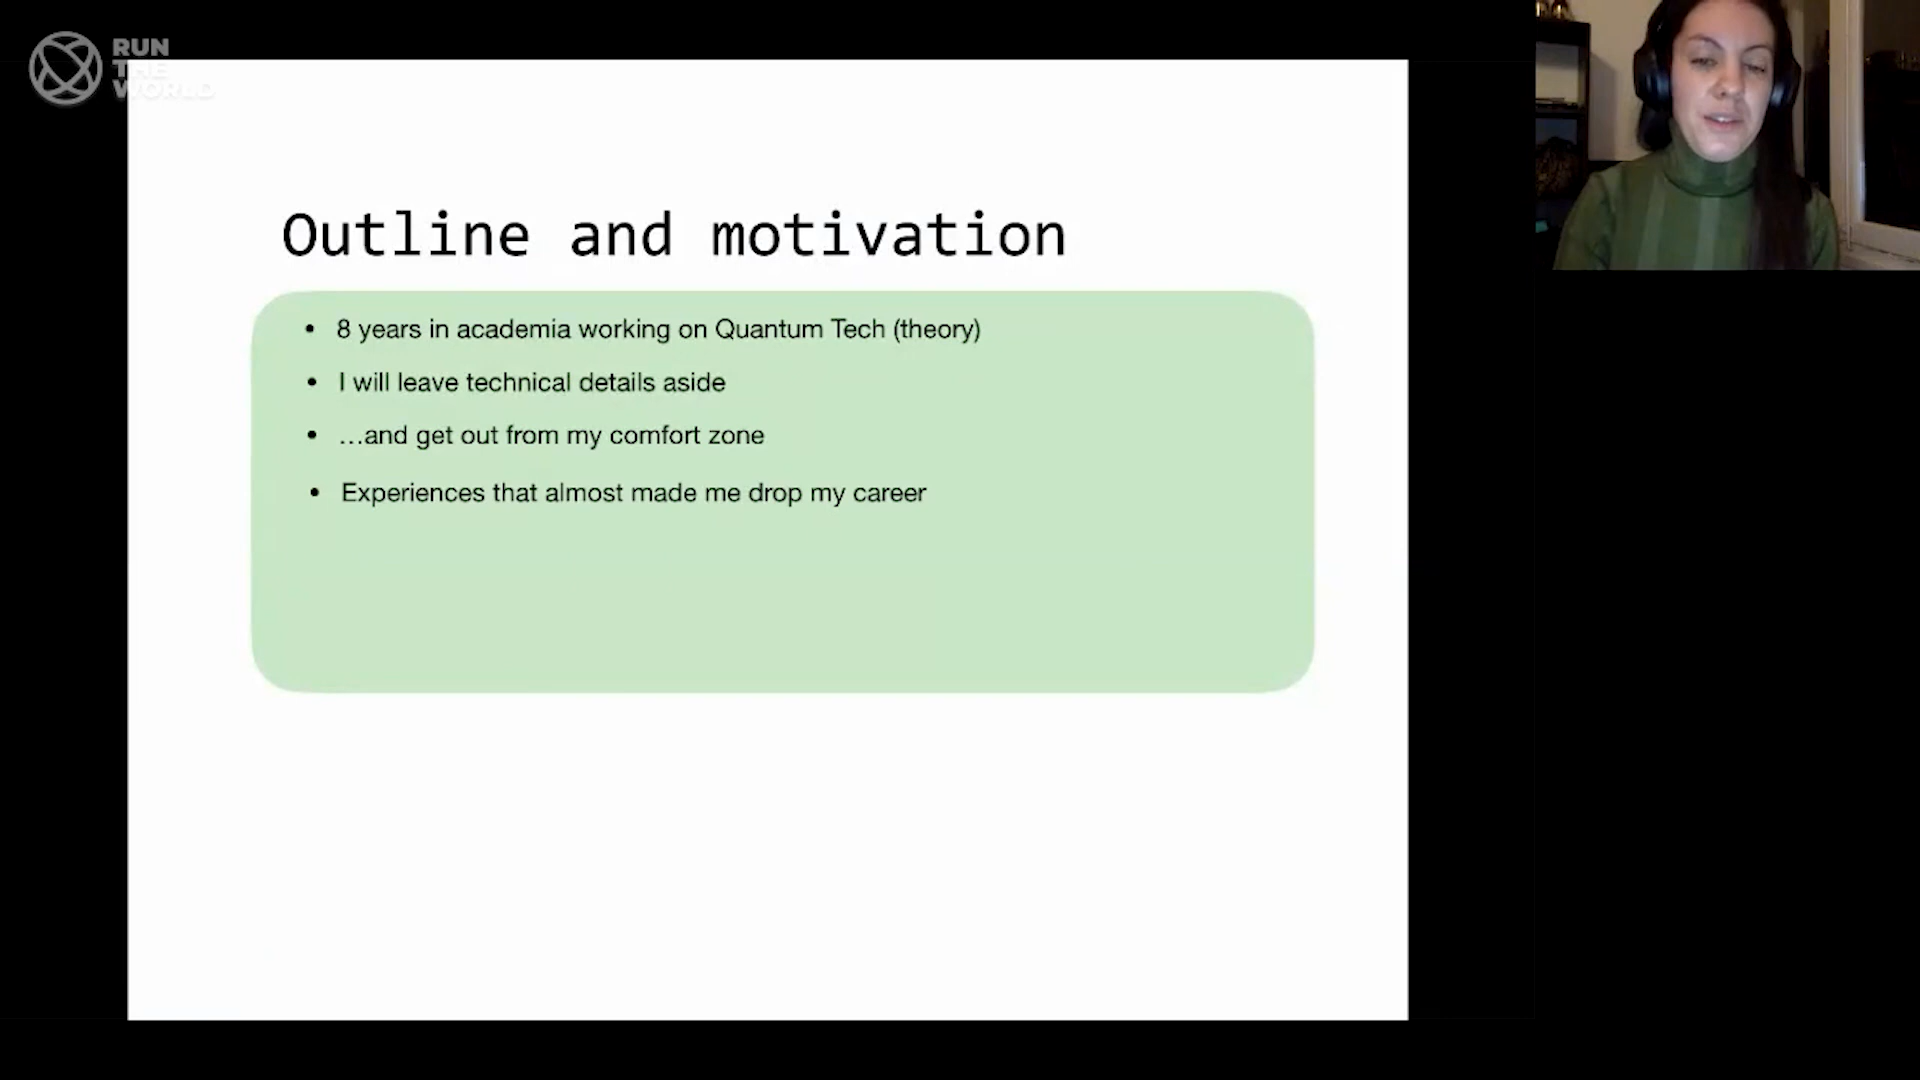 RUN
THE
WORLD
Outline and motivation
• 8 years in academia working on Quantum Tech (theory)
• I will leave technical details aside
• …and get out from my comfort zone
• Experiences that almost made me drop my career